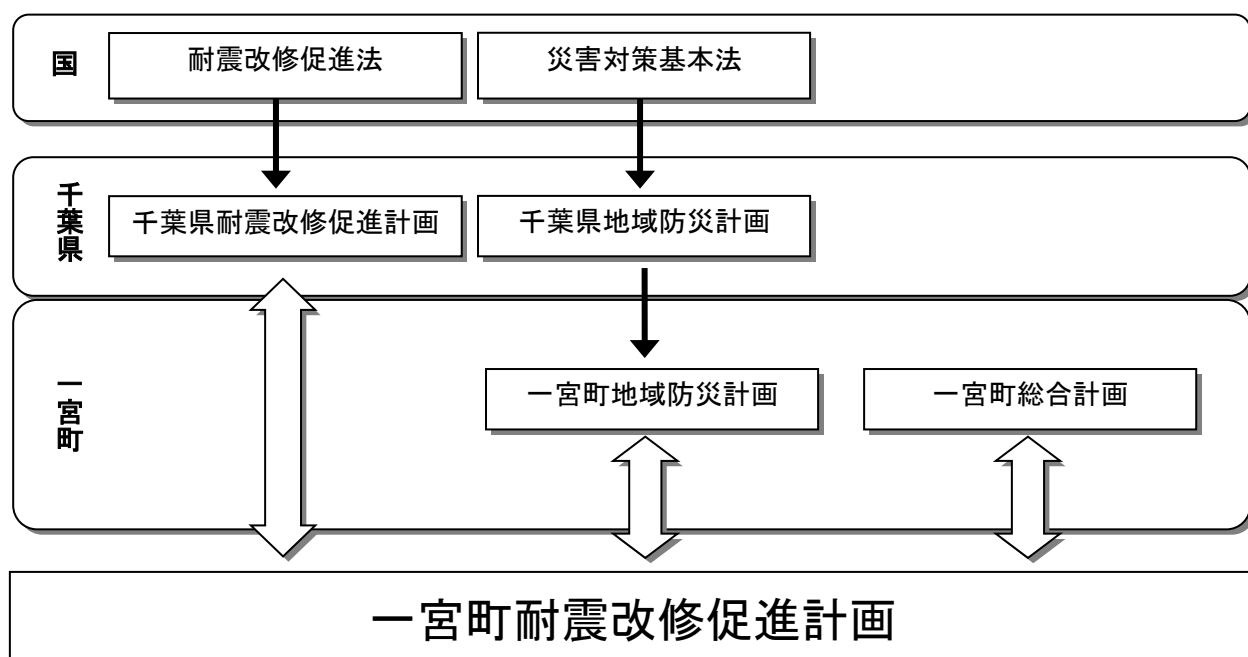 国
耐震改修促進法
災害対策基本法
千葉県
千葉県耐震改修促進計画
千葉県地域防災計画
一宮町
一宮町地域防災計画
一宮町総合計画
一宮町耐震改修促進計画